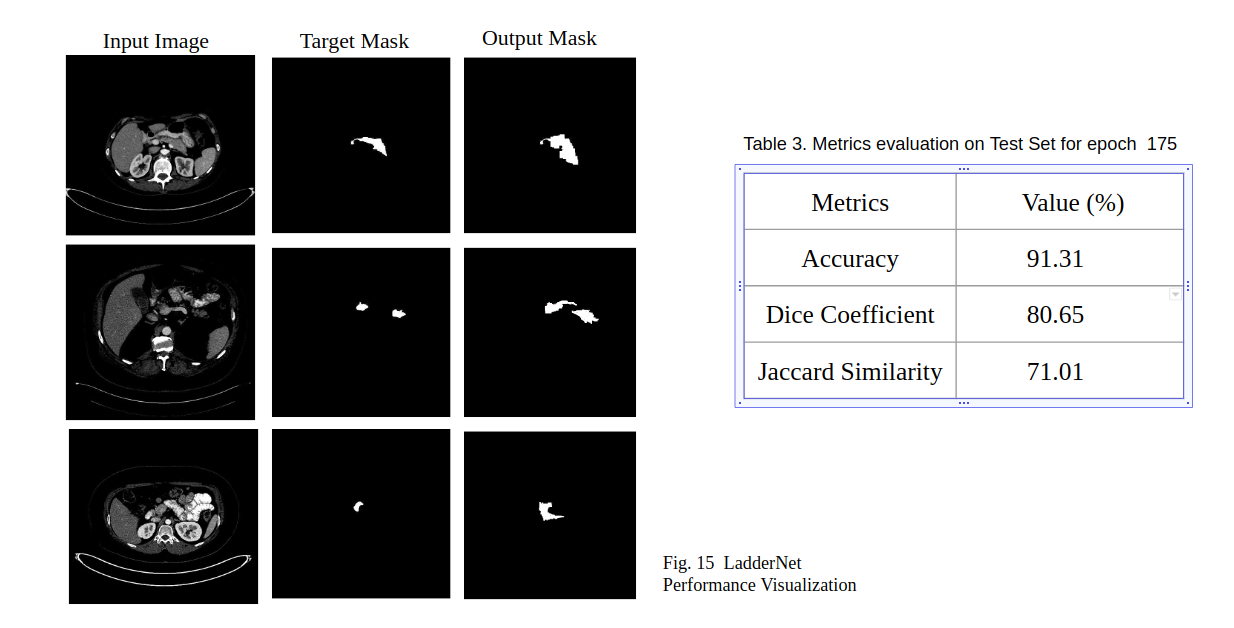 Input Image
Target Mask
Output Mask
Table 3. Metrics evaluation on Test Set for epoch  175
Metrics
Value (%)
Accuracy
91.31
Dice Coefficient
80.65
Jaccard Similarity
71.01
Fig. 15  LadderNet
Performance Visualization